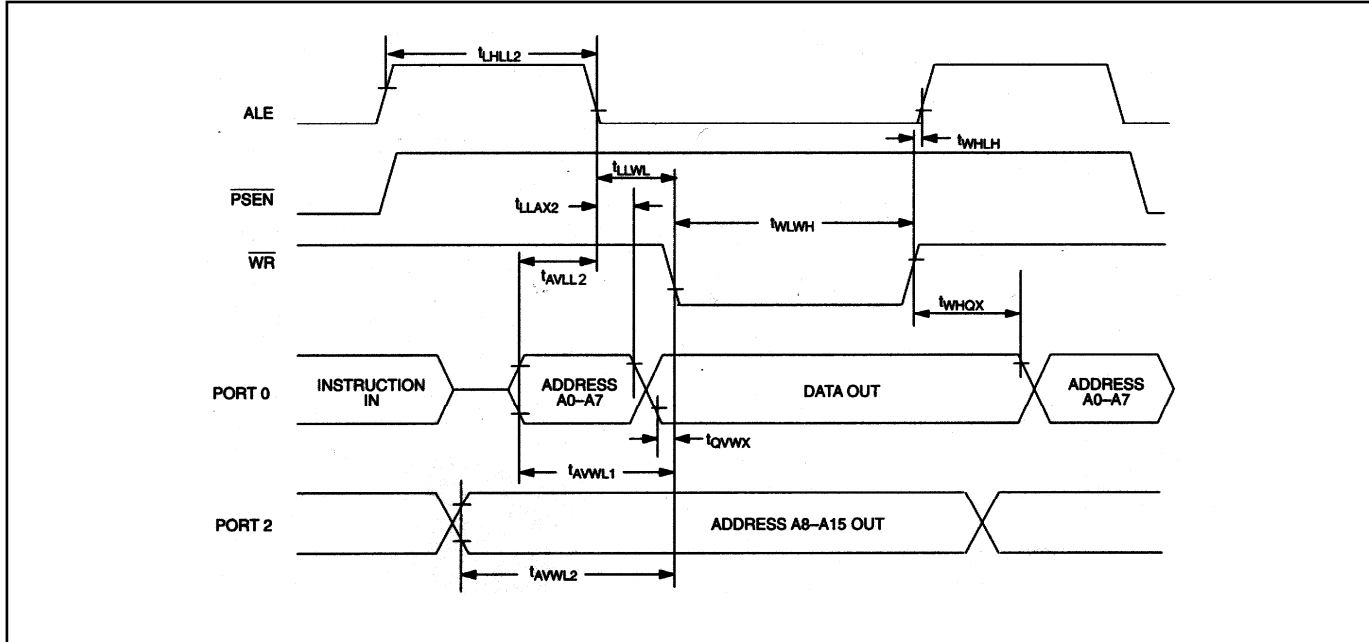 tLHLL2
ALE
tWHLH
tLLWL
PSEN
tLLAX2
tWLWH
WR
tAVLL2
tWHQX
PORT 0
INSTRUCTION
IN
ADDRESS
A0–A7
DATA OUT
ADDRESS
A0–A7
tQVWX
tAVWL1
PORT 2
ADDRESS A8–A15 OUT
tAVWL2